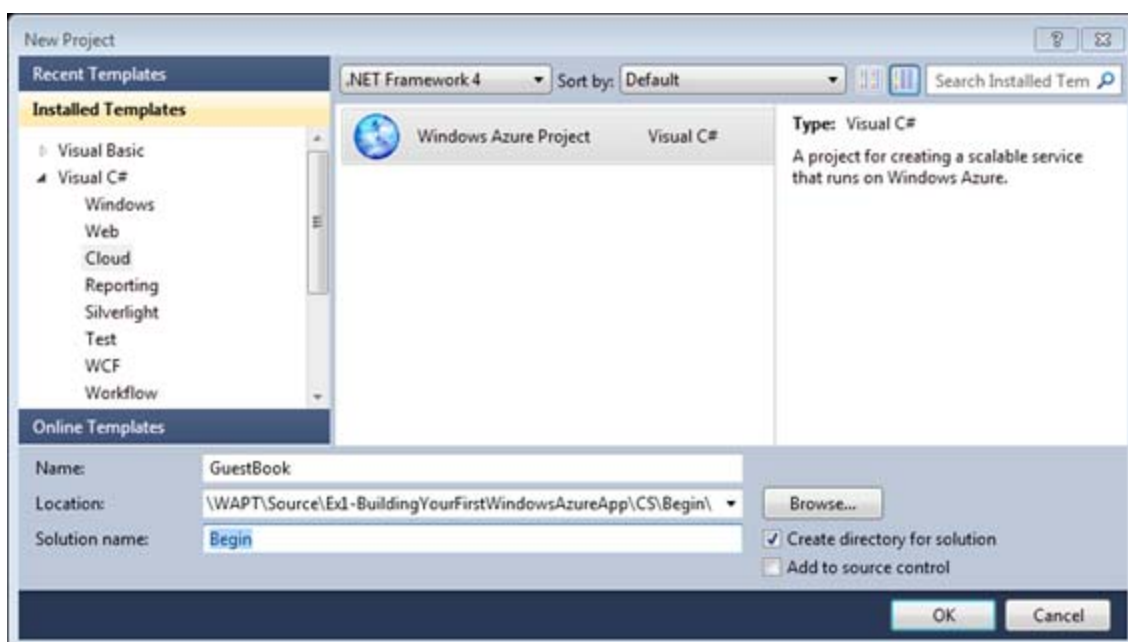 New Project
Recent Templates
Installed Templates
Visual Basic
Visual C#
Windows
Web
Cloud
Reporting
Silverlight
Test
WCF
Workflow
Online Templates
.NET Framework 4
Sort by: Default
Search Installed Tem
Windows Azure Project Visual C#
Type: Visual C#
A project for creating a scalable service
that runs on Windows Azure.
Name: GuestBook
Location: \WAPT\Source\Ex1-BuildingYourFirstWindowsAzureApp\CS\Begin\
Browse...
Solution name: Begin
Create directory for solution
Add to source control
OK Cancel